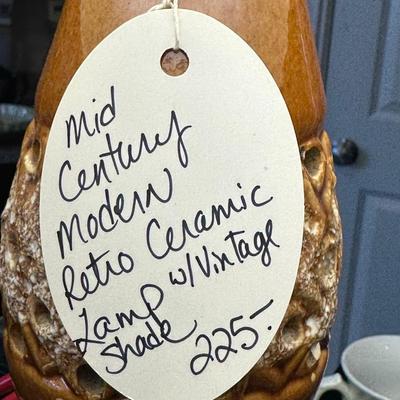 Mid
Century
Modern
Retro Ceramic
Lamp w/Vintage
Shade 225.-